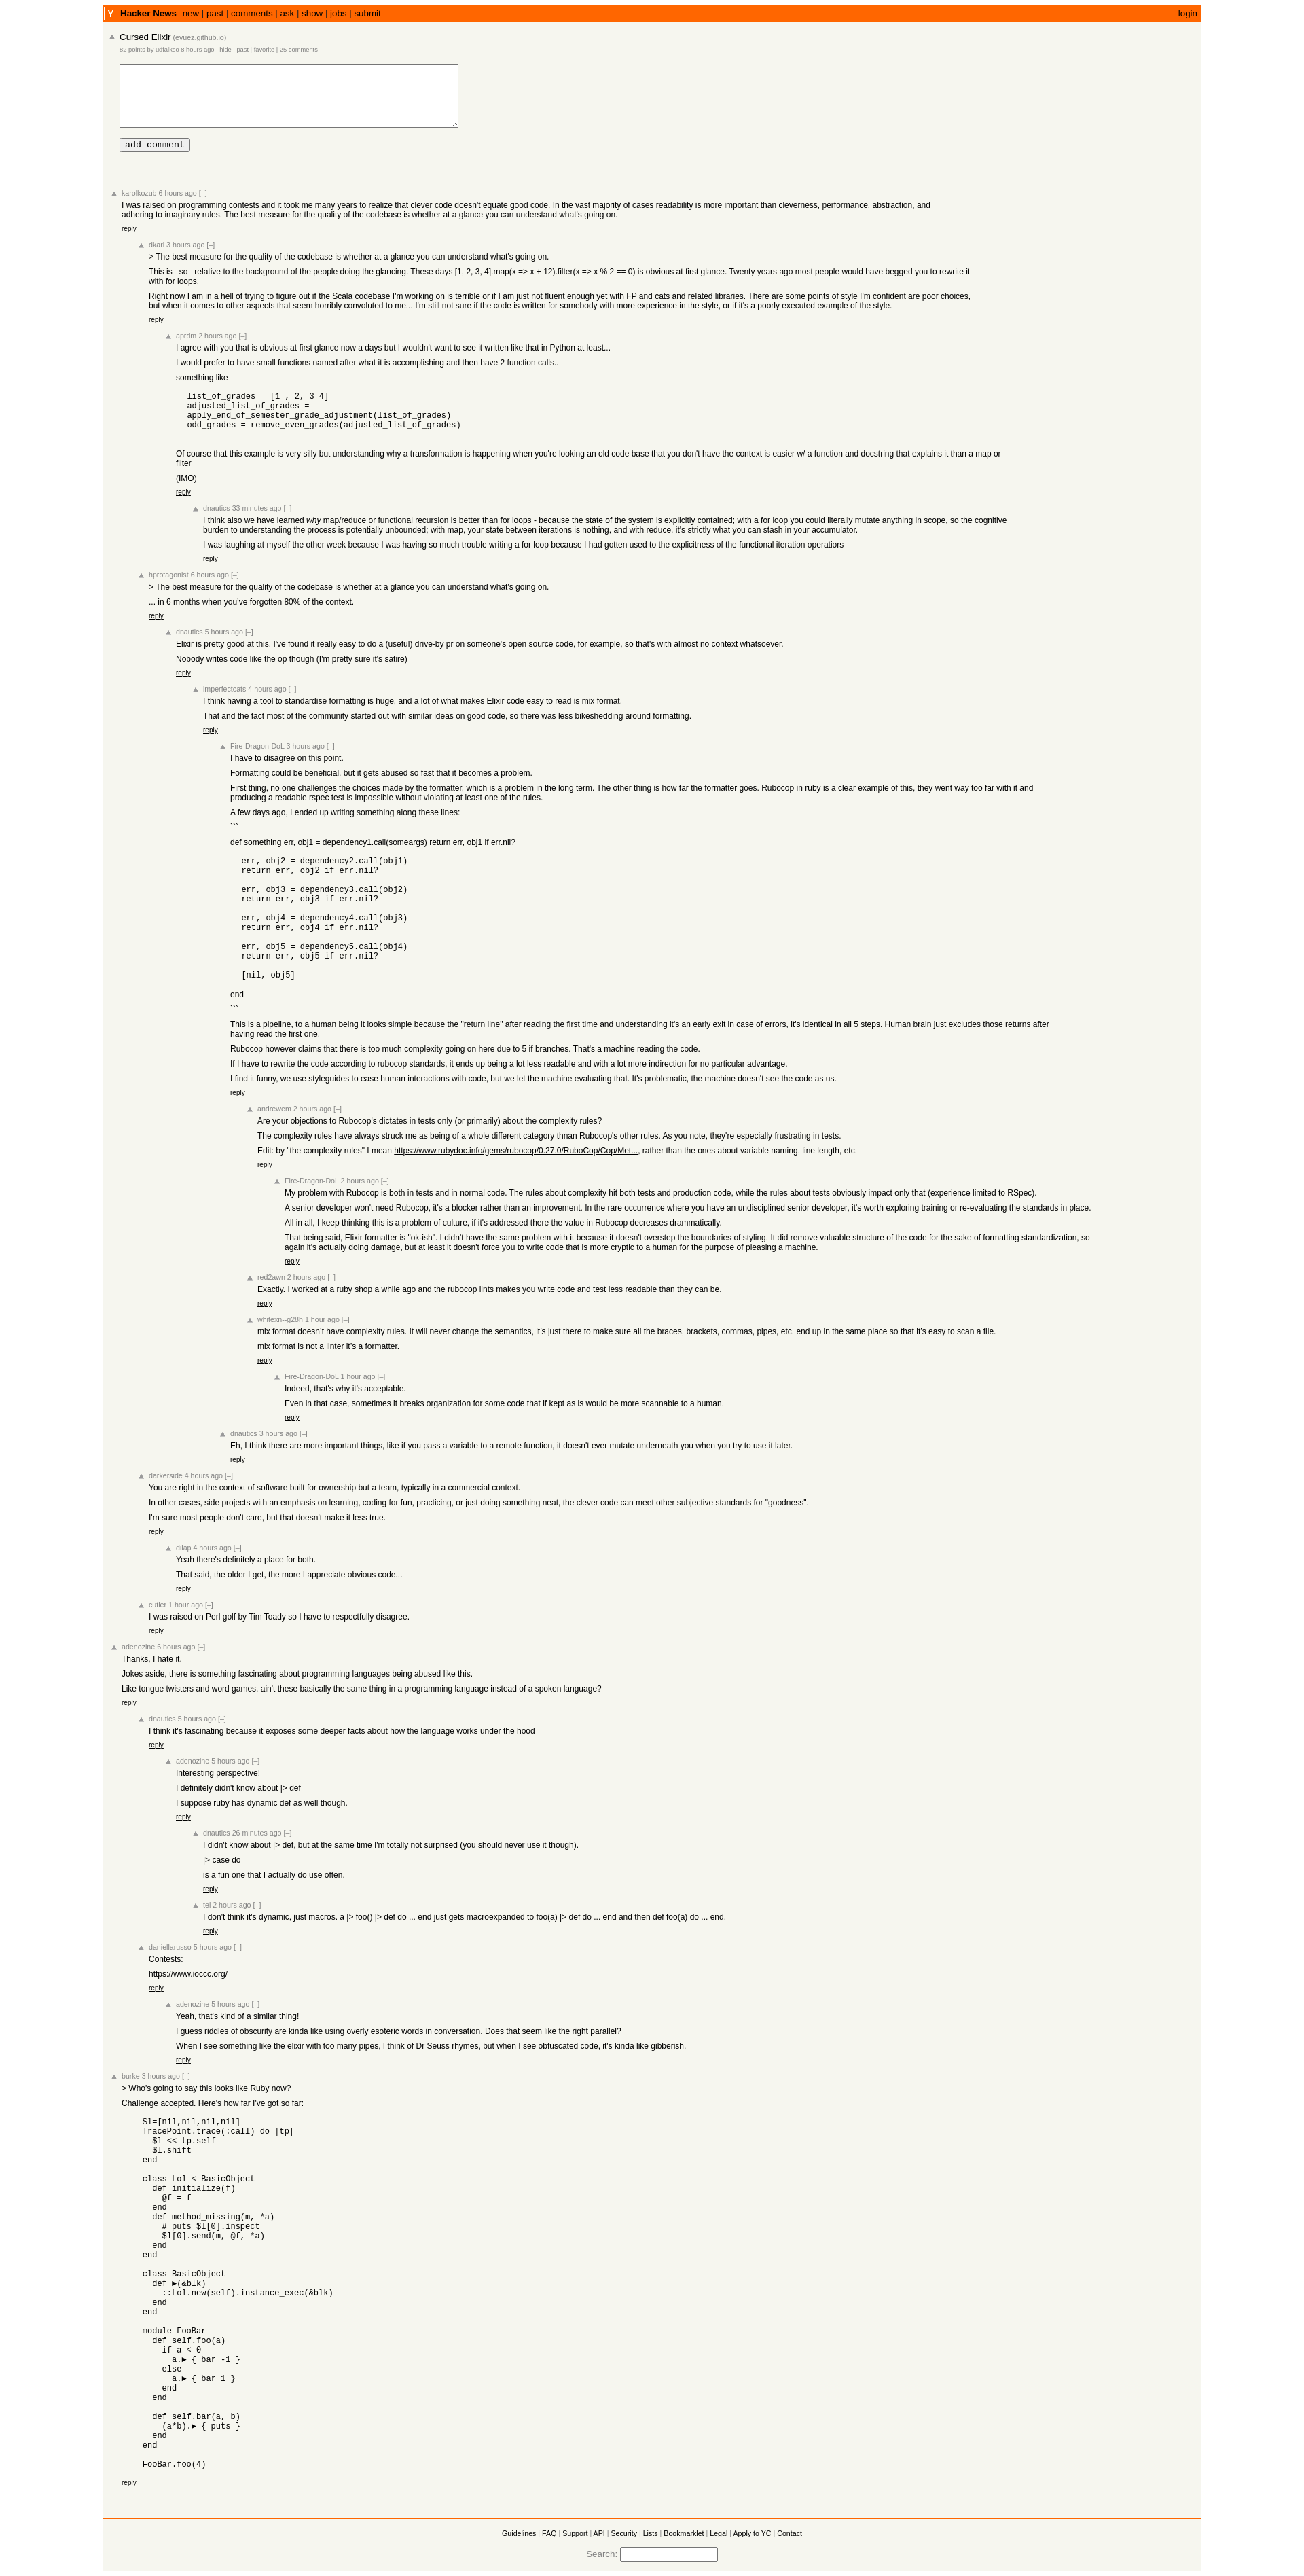 Y Hacker News new | past | comments | ask | show | jobs | submit login
Cursed Elixir (evuez.github.io)
82 points by udfalkso 8 hours ago | hide | past | favorite | 25 comments
add comment
karolkozub 6 hours ago [–]
I was raised on programming contests and it took me many years to realize that clever code doesn't equate good code. In the vast majority of cases readability is more important than cleverness, performance, abstraction, and
adhering to imaginary rules. The best measure for the quality of the codebase is whether at a glance you can understand what's going on.
reply
dkarl 3 hours ago [–]
> The best measure for the quality of the codebase is whether at a glance you can understand what's going on.
This is _so_ relative to the background of the people doing the glancing. These days [1, 2, 3, 4].map(x => x + 12).filter(x => x % 2 == 0) is obvious at first glance. Twenty years ago most people would have begged you to rewrite it
with for loops.
Right now I am in a hell of trying to figure out if the Scala codebase I'm working on is terrible or if I am just not fluent enough yet with FP and cats and related libraries. There are some points of style I'm confident are poor choices,
but when it comes to other aspects that seem horribly convoluted to me... I'm still not sure if the code is written for somebody with more experience in the style, or if it's a poorly executed example of the style.
reply
aprdm 2 hours ago [–]
I agree with you that is obvious at first glance now a days but I wouldn't want to see it written like that in Python at least...
I would prefer to have small functions named after what it is accomplishing and then have 2 function calls..
something like
list_of_grades = [1 , 2, 3 4]
adjusted_list_of_grades =
apply_end_of_semester_grade_adjustment(list_of_grades)
odd_grades = remove_even_grades(adjusted_list_of_grades)
Of course that this example is very silly but understanding why a transformation is happening when you're looking an old code base that you don't have the context is easier w/ a function and docstring that explains it than a map or
filter
(IMO)
reply
dnautics 33 minutes ago [–]
I think also we have learned why map/reduce or functional recursion is better than for loops - because the state of the system is explicitly contained; with a for loop you could literally mutate anything in scope, so the cognitive
burden to understanding the process is potentially unbounded; with map, your state between iterations is nothing, and with reduce, it's strictly what you can stash in your accumulator.
I was laughing at myself the other week because I was having so much trouble writing a for loop because I had gotten used to the explicitness of the functional iteration operatiors
reply
hprotagonist 6 hours ago [–]
> The best measure for the quality of the codebase is whether at a glance you can understand what's going on.
... in 6 months when you've forgotten 80% of the context.
reply
dnautics 5 hours ago [–]
Elixir is pretty good at this. I've found it really easy to do a (useful) drive-by pr on someone's open source code, for example, so that's with almost no context whatsoever.
Nobody writes code like the op though (I'm pretty sure it's satire)
reply
imperfectcats 4 hours ago [–]
I think having a tool to standardise formatting is huge, and a lot of what makes Elixir code easy to read is mix format.
That and the fact most of the community started out with similar ideas on good code, so there was less bikeshedding around formatting.
reply
Fire-Dragon-DoL 3 hours ago [–]
I have to disagree on this point.
Formatting could be beneficial, but it gets abused so fast that it becomes a problem.
First thing, no one challenges the choices made by the formatter, which is a problem in the long term. The other thing is how far the formatter goes. Rubocop in ruby is a clear example of this, they went way too far with it and
producing a readable rspec test is impossible without violating at least one of the rules.
A few days ago, I ended up writing something along these lines:
```
def something err, obj1 = dependency1.call(someargs) return err, obj1 if err.nil?
err, obj2 = dependency2.call(obj1)
return err, obj2 if err.nil?
err, obj3 = dependency3.call(obj2)
return err, obj3 if err.nil?
err, obj4 = dependency4.call(obj3)
return err, obj4 if err.nil?
err, obj5 = dependency5.call(obj4)
return err, obj5 if err.nil?
[nil, obj5]
end
```
This is a pipeline, to a human being it looks simple because the "return line" after reading the first time and understanding it's an early exit in case of errors, it's identical in all 5 steps. Human brain just excludes those returns after
having read the first one.
Rubocop however claims that there is too much complexity going on here due to 5 if branches. That's a machine reading the code.
If I have to rewrite the code according to rubocop standards, it ends up being a lot less readable and with a lot more indirection for no particular advantage.
I find it funny, we use styleguides to ease human interactions with code, but we let the machine evaluating that. It's problematic, the machine doesn't see the code as us.
reply
andrewem 2 hours ago [–]
Are your objections to Rubocop's dictates in tests only (or primarily) about the complexity rules?
The complexity rules have always struck me as being of a whole different category thnan Rubocop's other rules. As you note, they're especially frustrating in tests.
Edit: by "the complexity rules" I mean https://www.rubydoc.info/gems/rubocop/0.27.0/RuboCop/Cop/Met..., rather than the ones about variable naming, line length, etc.
reply
Fire-Dragon-DoL 2 hours ago [–]
My problem with Rubocop is both in tests and in normal code. The rules about complexity hit both tests and production code, while the rules about tests obviously impact only that (experience limited to RSpec).
A senior developer won't need Rubocop, it's a blocker rather than an improvement. In the rare occurrence where you have an undisciplined senior developer, it's worth exploring training or re-evaluating the standards in place.
All in all, I keep thinking this is a problem of culture, if it's addressed there the value in Rubocop decreases dramatically.
That being said, Elixir formatter is "ok-ish". I didn't have the same problem with it because it doesn't overstep the boundaries of styling. It did remove valuable structure of the code for the sake of formatting standardization, so
again it's actually doing damage, but at least it doesn't force you to write code that is more cryptic to a human for the purpose of pleasing a machine.
reply
red2awn 2 hours ago [–]
Exactly. I worked at a ruby shop a while ago and the rubocop lints makes you write code and test less readable than they can be.
reply
whitexn--g28h 1 hour ago [–]
mix format doesn't have complexity rules. It will never change the semantics, it's just there to make sure all the braces, brackets, commas, pipes, etc. end up in the same place so that it's easy to scan a file.
mix format is not a linter it's a formatter.
reply
Fire-Dragon-DoL 1 hour ago [–]
Indeed, that's why it's acceptable.
Even in that case, sometimes it breaks organization for some code that if kept as is would be more scannable to a human.
reply
dnautics 3 hours ago [–]
Eh, I think there are more important things, like if you pass a variable to a remote function, it doesn't ever mutate underneath you when you try to use it later.
reply
darkerside 4 hours ago [–]
You are right in the context of software built for ownership but a team, typically in a commercial context.
In other cases, side projects with an emphasis on learning, coding for fun, practicing, or just doing something neat, the clever code can meet other subjective standards for "goodness".
I'm sure most people don't care, but that doesn't make it less true.
reply
dilap 4 hours ago [–]
Yeah there's definitely a place for both.
That said, the older I get, the more I appreciate obvious code...
reply
cutler 1 hour ago [–]
I was raised on Perl golf by Tim Toady so I have to respectfully disagree.
reply
adenozine 6 hours ago [–]
Thanks, I hate it.
Jokes aside, there is something fascinating about programming languages being abused like this.
Like tongue twisters and word games, ain't these basically the same thing in a programming language instead of a spoken language?
reply
dnautics 5 hours ago [–]
I think it's fascinating because it exposes some deeper facts about how the language works under the hood
reply
adenozine 5 hours ago [–]
Interesting perspective!
I definitely didn't know about |> def
I suppose ruby has dynamic def as well though.
reply
dnautics 26 minutes ago [–]
I didn't know about |> def, but at the same time I'm totally not surprised (you should never use it though).
|> case do
is a fun one that I actually do use often.
reply
tel 2 hours ago [–]
I don't think it's dynamic, just macros. a |> foo() |> def do ... end just gets macroexpanded to foo(a) |> def do ... end and then def foo(a) do ... end.
reply
daniellarusso 5 hours ago [–]
Contests:
https://www.ioccc.org/
reply
adenozine 5 hours ago [–]
Yeah, that's kind of a similar thing!
I guess riddles of obscurity are kinda like using overly esoteric words in conversation. Does that seem like the right parallel?
When I see something like the elixir with too many pipes, I think of Dr Seuss rhymes, but when I see obfuscated code, it's kinda like gibberish.
reply
burke 3 hours ago [–]
> Who's going to say this looks like Ruby now?
Challenge accepted. Here's how far I've got so far:
$l=[nil,nil,nil,nil]
TracePoint.trace(:call) do |tp|
$l << tp.self
$l.shift
end
class Lol < BasicObject
def initialize(f)
@f = f
end
def method_missing(m, *a)
# puts $l[0].inspect
$l[0].send(m, @f, *a)
end
end
class BasicObject
def ►(&blk)
::Lol.new(self).instance_exec(&blk)
end
end
module FooBar
def self.foo(a)
if a < 0
a.► { bar -1 }
else
a.► { bar 1 }
end
end
def self.bar(a, b)
(a*b).► { puts }
end
end
FooBar.foo(4)
reply
Guidelines | FAQ | Support | API | Security | Lists | Bookmarklet | Legal | Apply to YC | Contact
Search: